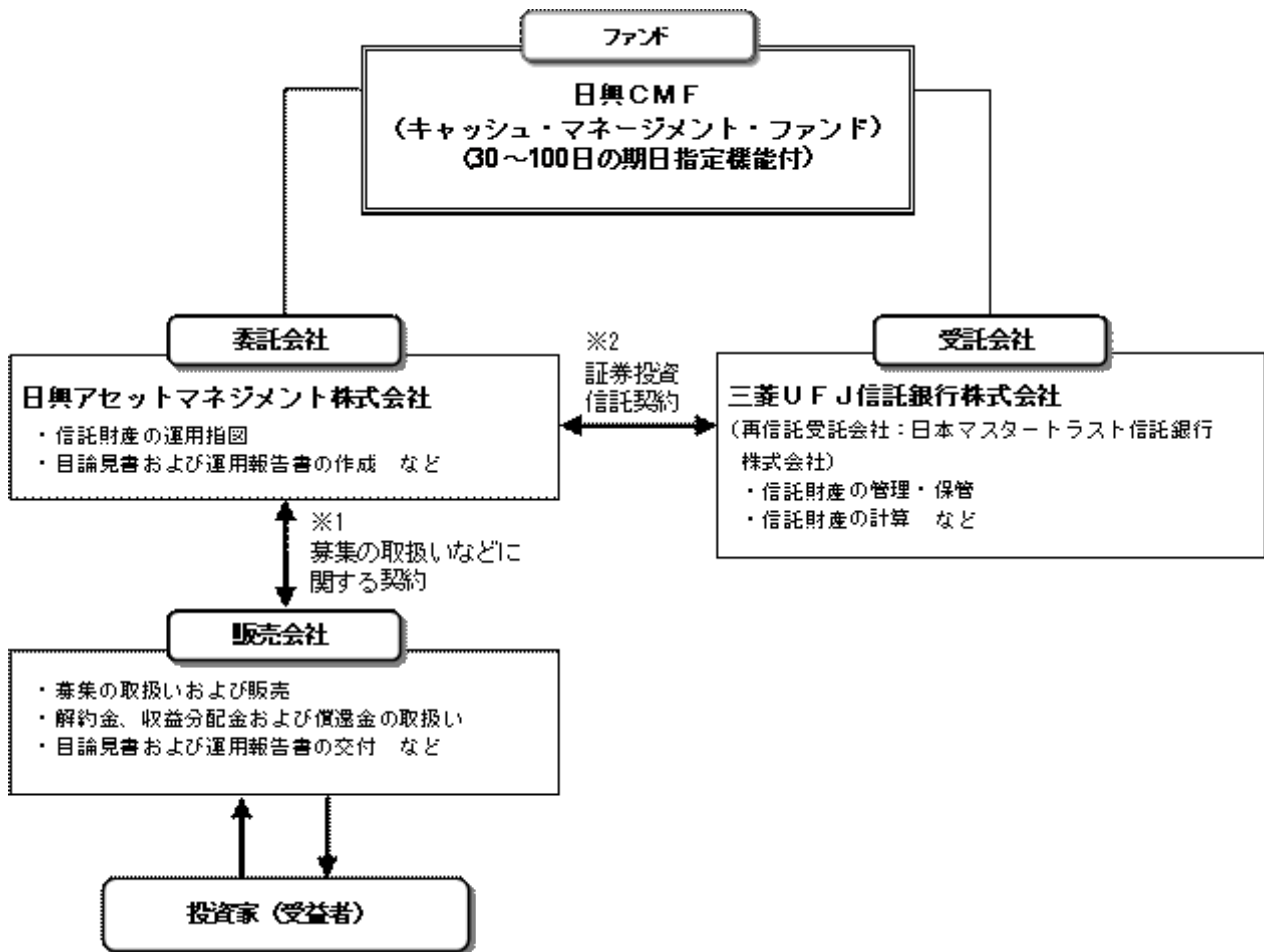 ファンド
日興CMF
（キャッシュ・マネージメント・ファンド）
（30～100日の期日指定機能付）
委託会社
日興アセットマネジメント株式会社
・信託財産の運用指図
・目論見書および運用報告書の作成　など
※2
証券投資
信託契約
受託会社
三菱UFJ信託銀行株式会社
（再信託受託会社：日本マスタートラスト信託銀行
株式会社）
・信託財産の管理・保管
・信託財産の計算　など
※1
募集の取扱いなどに
関する契約
販売会社
・募集の取扱いおよび販売
・解約金、収益分配金および償還金の取扱い
・目論見書および運用報告書の交付　など
投資家（受益者）